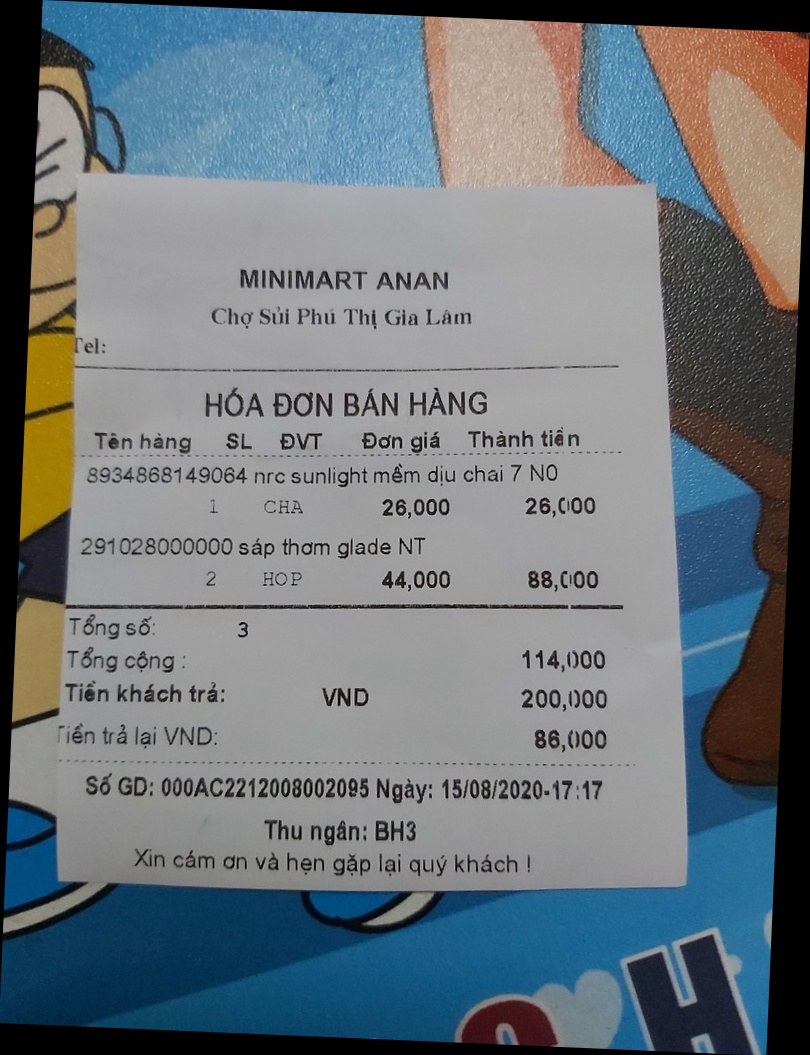 MINIMART ANAN
Chợ Sủi Phú Thị Gia Lâm
Tel:
HÓA ĐƠN BÁN HÀNG
Tên hàng SL ĐVT Đơn giá Thành tiền
8934868149064 nrc sunlight mềm dịu chai 7 N0
1 CHA 26,000 26,000
291028000000 sáp thơm glade NT
2 HOP 44,000 88,000
Tổng số: 3
Tổng cộng : 114,000
Tiền khách trả: VND 200,000
Tiền trả lại VND: 86,000
Số GD: 000AC2212008002095 Ngày: 15/08/2020-17:17
Thu ngân: BH3
Xin cám ơn và hẹn gặp lại quý khách !
H